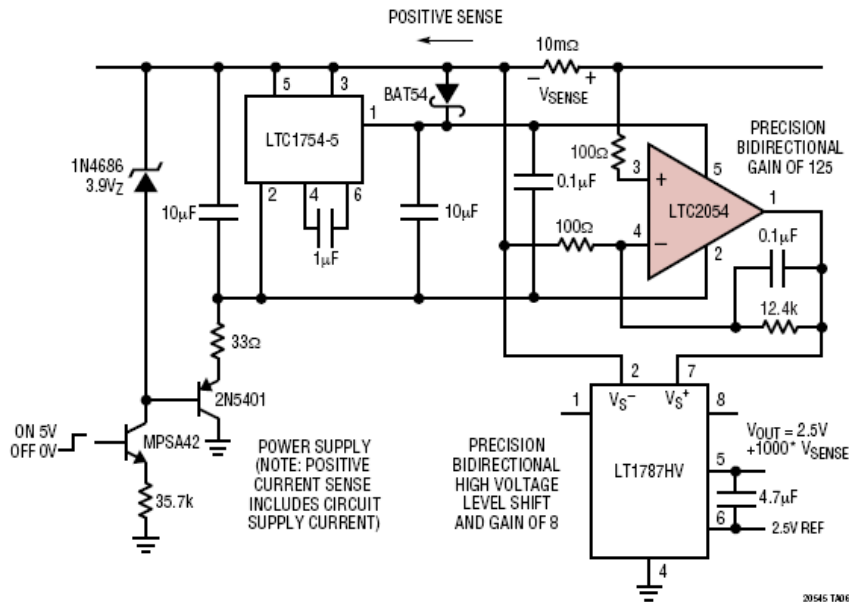 POSITIVE SENSE
10mΩ
−
+
VSENSE
5
3
BAT54
LTC1754-5
1
1N4686
3.9VZ
100Ω
3
+
5
PRECISION
BIDIRECTIONAL
GAIN OF 125
LTC2054
1
10µF
2
4
6
1µF
10µF
0.1µF
100Ω
4
−
2
0.1µF
12.4k
33Ω
2N5401
ON 5V
OFF 0V
MPSA42
35.7k
POWER SUPPLY
(NOTE: POSITIVE
CURRENT SENSE
INCLUDES CIRCUIT
SUPPLY CURRENT)
PRECISION
BIDIRECTIONAL
HIGH VOLTAGE
LEVEL SHIFT
AND GAIN OF 8
2
7
1
VS−
VS+
8
LT1787HV
VOUT = 2.5V
+1000* VSENSE
5
4.7µF
6
2.5V REF
4
20545 TA06